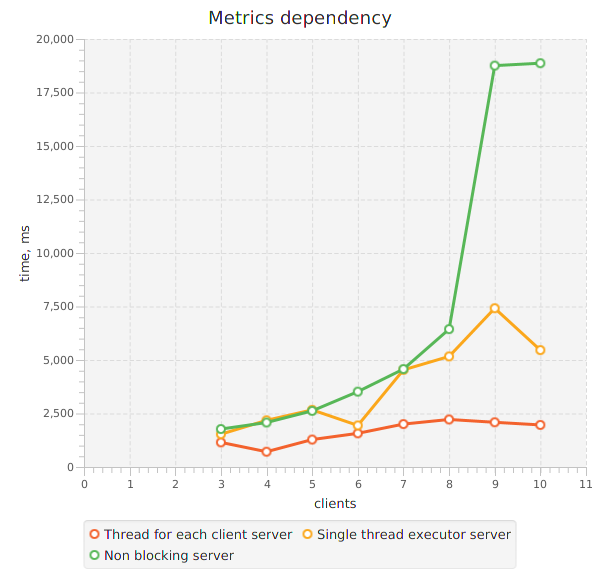 Metrics dependency
20,000
17,500
15,000
12,500
10,000
7,500
5,000
2,500
0
time, ms
0 1 2 3 4 5 6 7 8 9 10 11
clients
Thread for each client server Single thread executor server
Non blocking server